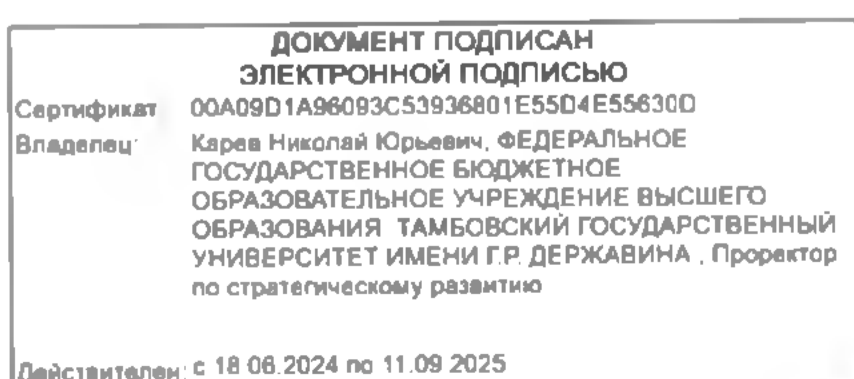 ДОКУМЕНТ ПОДПИСАН
ЭЛЕКТРОННОЙ ПОДПИСЬЮ
Сертификат 00A09D1A96093C53936801E55D4E55630D
Владелец: Карев Николай Юрьевич, ФЕДЕРАЛЬНОЕ
ГОСУДАРСТВЕННОЕ БЮДЖЕТНОЕ
ОБРАЗОВАТЕЛЬНОЕ УЧРЕЖДЕНИЕ ВЫСШЕГО
ОБРАЗОВАНИЯ ТАМБОВСКИЙ ГОСУДАРСТВЕННЫЙ
УНИВЕРСИТЕТ ИМЕНИ Г.Р. ДЕРЖАВИНА , Проректор
по стратегическому развитию
Действителен: с 18.06.2024 по 11.09.2025